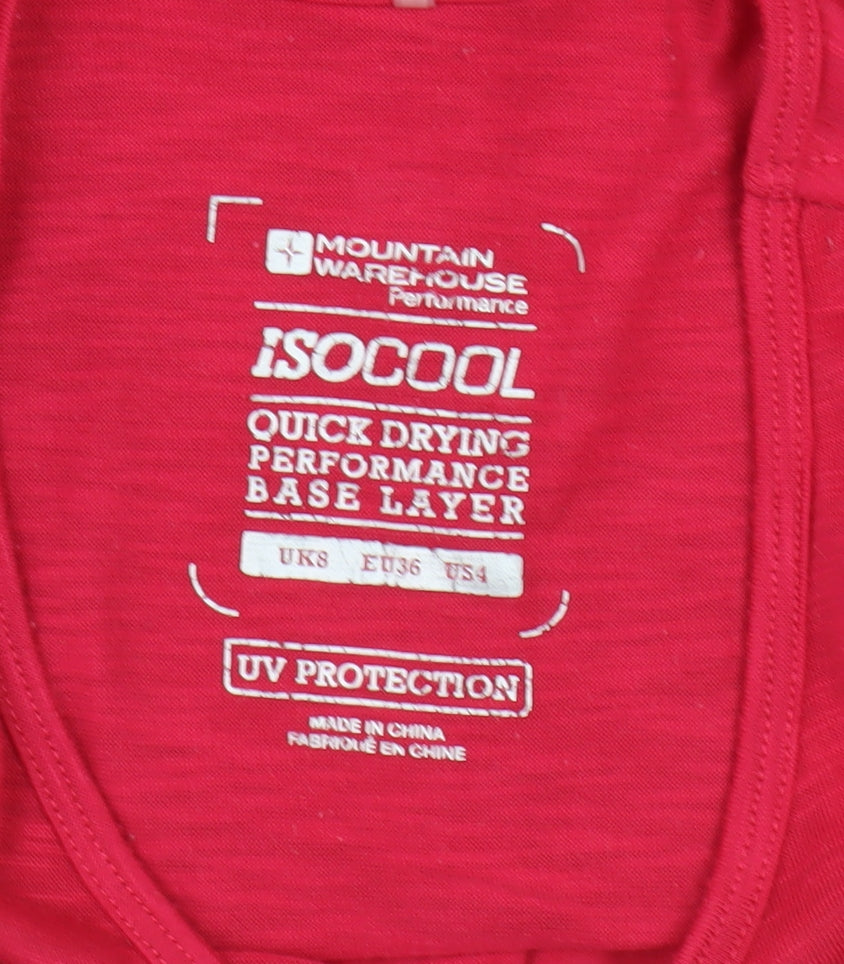 MOUNTAIN
WAREHOUSE
Performance
ISOCOOL
QUICK DRYING
PERFORMANCE
BASE LAYER
UK8 EU36 US4
UV PROTECTION
MADE IN CHINA
FABRIQUÉ EN CHINE